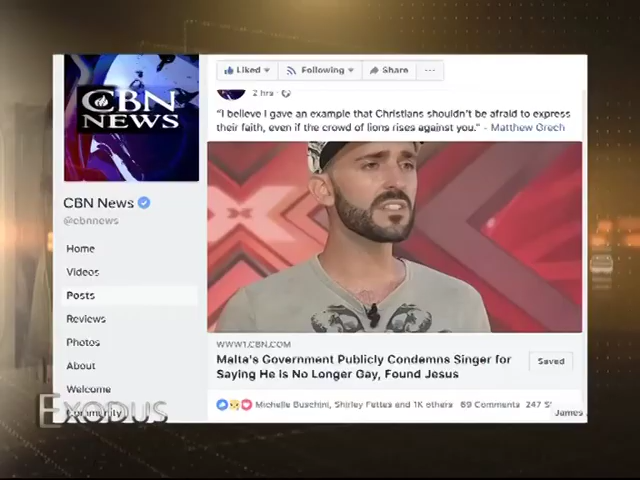 Liked ▾ Following ▾ Share ...
CBN
NEWS
2 hrs ·
“I believe I gave an example that Christians shouldn't be afraid to express
their faith, even if the crowd of lions rises against you.” - Matthew Grech
CBN News
@cbnnews
Home
Videos
Posts
Reviews
Photos
About
Welcome
Community
WWW1.CBN.COM
Malta's Government Publicly Condemns Singer for
Saying He is No Longer Gay, Found Jesus
Saved
Michelle Buschini, Shirley Fettes and 1K others 89 Comments 247 S
James
EXODUS